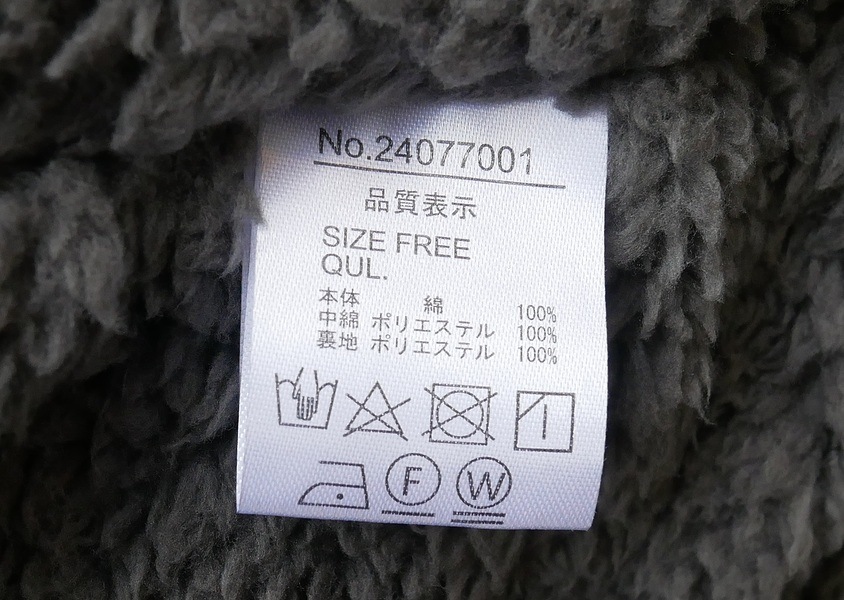 No.24077001
品質表示
SIZE FREE
QUL.
本体 綿 100%
中綿 ポリエステル 100%
裏地 ポリエステル 100%
F W